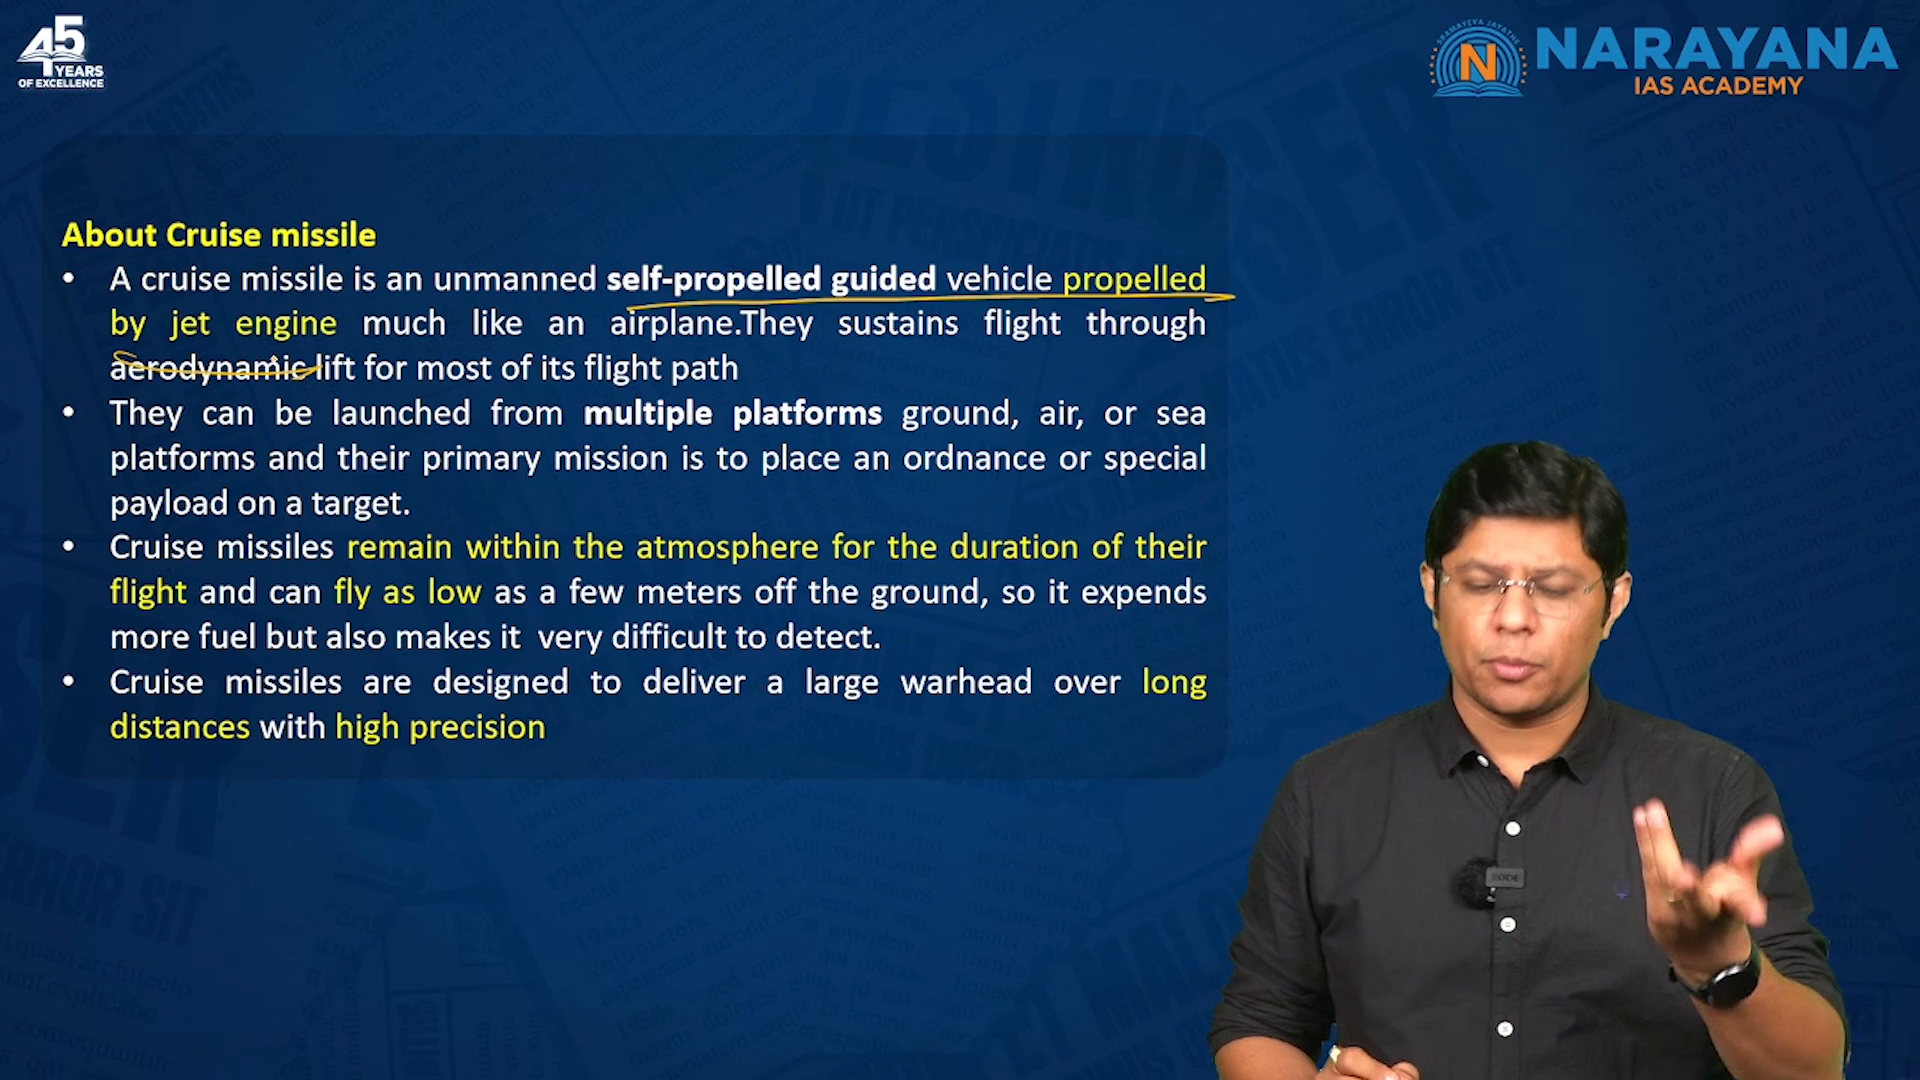 45
YEARS
OF EXCELLENCE
SRAMAYEVA JAYATHE
N
NARAYANA
IAS ACADEMY
About Cruise missile
• A cruise missile is an unmanned self-propelled guided vehicle propelled
by jet engine much like an airplane.They sustains flight through
aerodynamic lift for most of its flight path
• They can be launched from multiple platforms ground, air, or sea
platforms and their primary mission is to place an ordnance or special
payload on a target.
• Cruise missiles remain within the atmosphere for the duration of their
flight and can fly as low as a few meters off the ground, so it expends
more fuel but also makes it very difficult to detect.
• Cruise missiles are designed to deliver a large warhead over long
distances with high precision
RODE